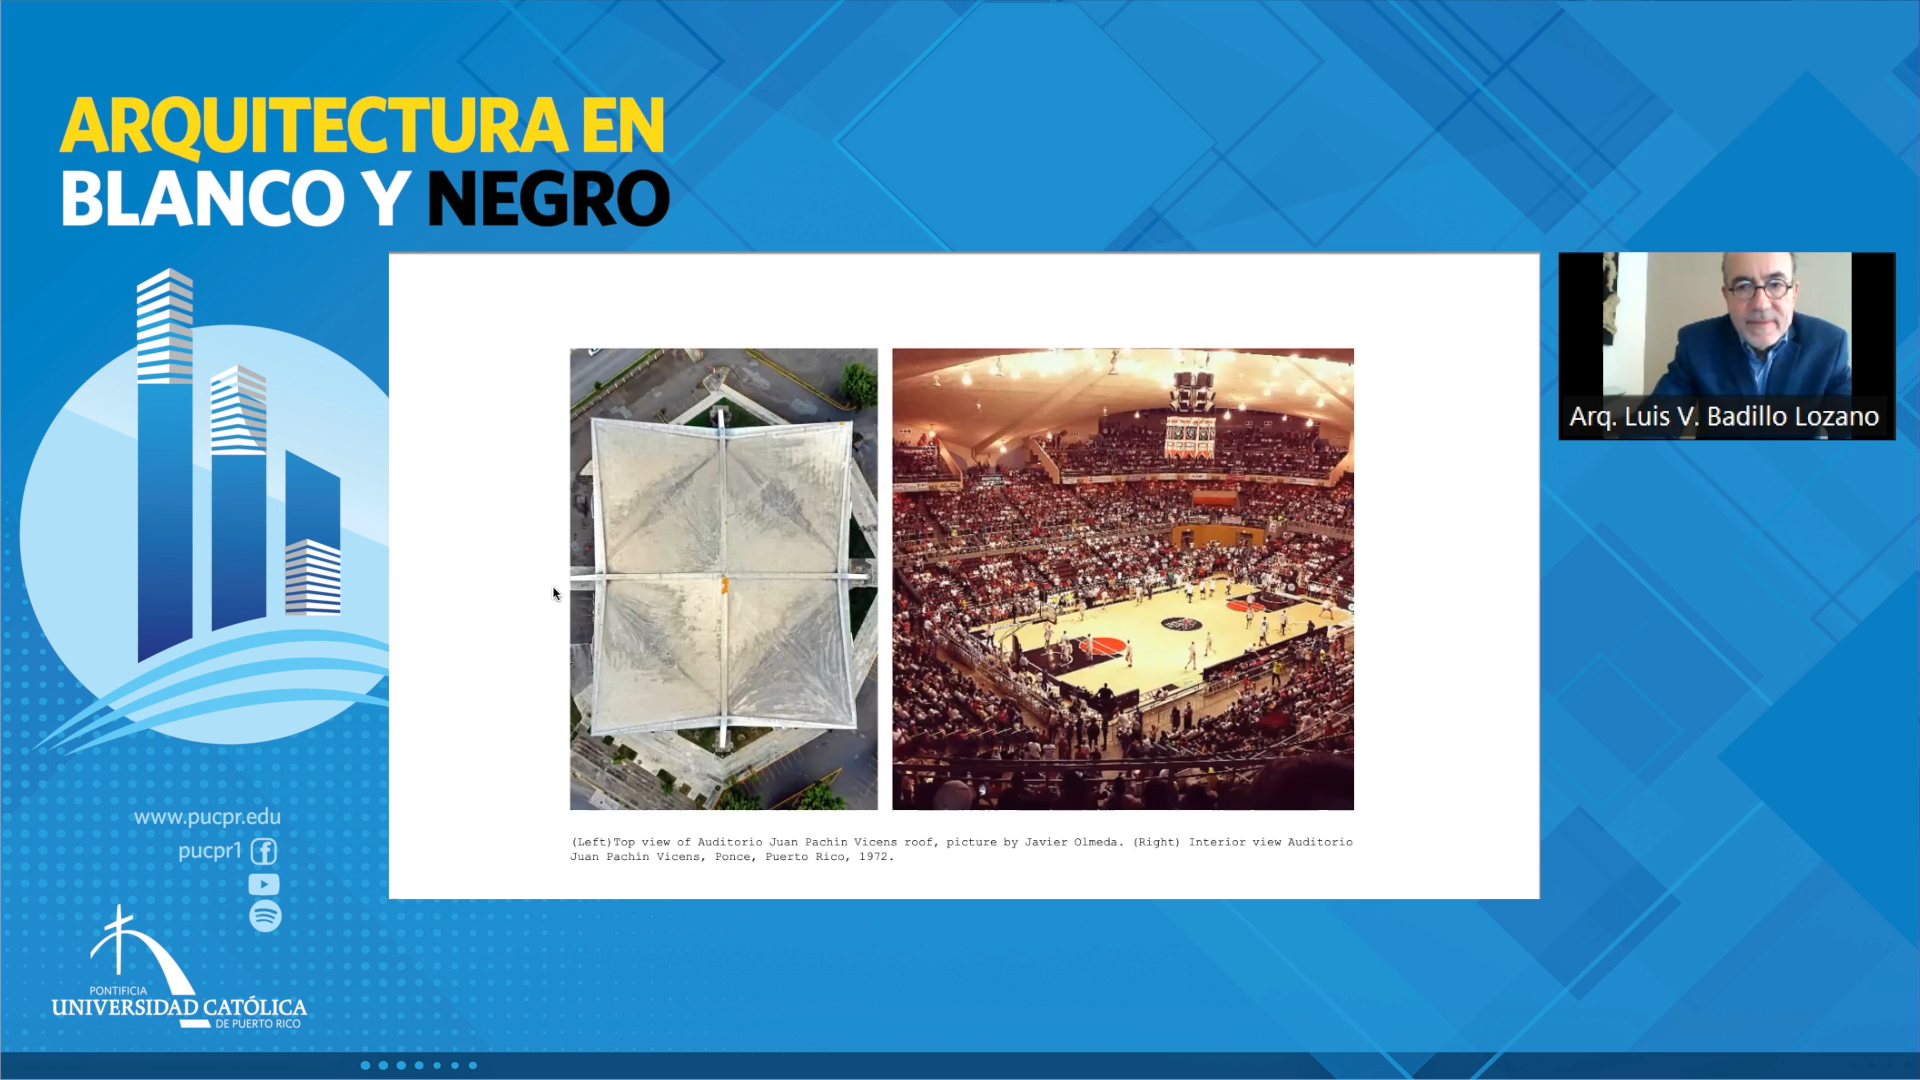 ARQUITECTURA EN
BLANCO Y NEGRO
Arq. Luis V. Badillo Lozano
(Left)Top view of Auditorio Juan Pachín Vicens roof, picture by Javier Olmeda. (Right) Interior view Auditorio
Juan Pachín Vicens, Ponce, Puerto Rico, 1972.
www.pucpr.edu
pucpr1
PONTIFICIA
UNIVERSIDAD CATÓLICA
DE PUERTO RICO